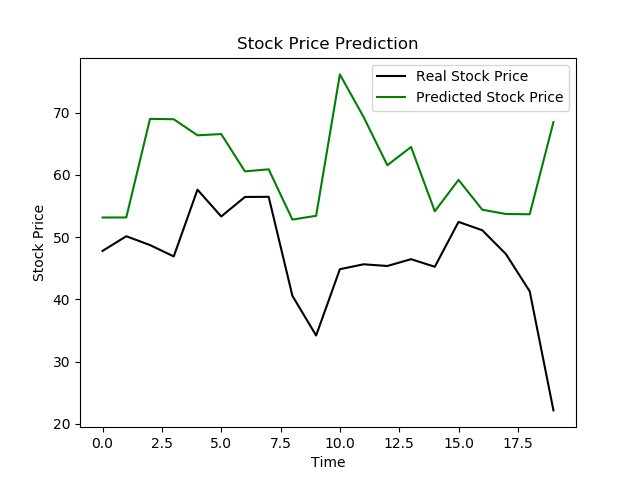 Stock Price Prediction
Real Stock Price
Predicted Stock Price
70
60
50
40
30
20
Stock Price
0.0 2.5 5.0 7.5 10.0 12.5 15.0 17.5
Time